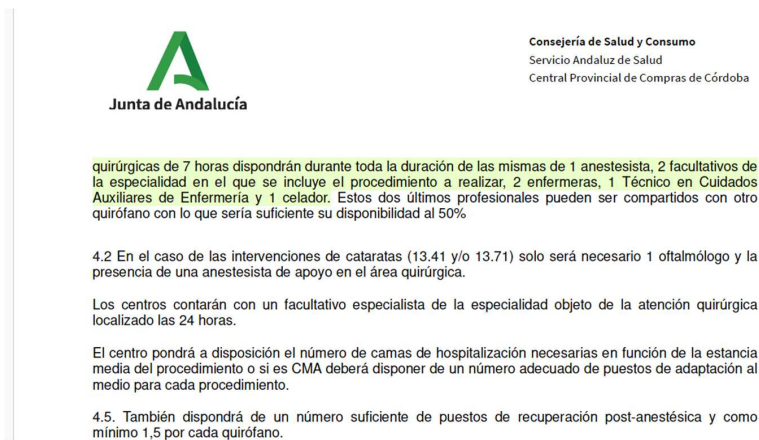 Junta de Andalucía
Consejería de Salud y Consumo
Servicio Andaluz de Salud
Central Provincial de Compras de Córdoba
quirúrgicas de 7 horas dispondrán durante toda la duración de las mismas de 1 anestesista, 2 facultativos de
la especialidad en el que se incluye el procedimiento a realizar, 2 enfermeras, 1 Técnico en Cuidados
Auxiliares de Enfermería y 1 celador. Estos dos últimos profesionales pueden ser compartidos con otro
quirófano con lo que sería suficiente su disponibilidad al 50%
4.2 En el caso de las intervenciones de cataratas (13.41 y/o 13.71) solo será necesario 1 oftalmólogo y la
presencia de una anestesista de apoyo en el área quirúrgica.
Los centros contarán con un facultativo especialista de la especialidad objeto de la atención quirúrgica
localizado las 24 horas.
El centro pondrá a disposición el número de camas de hospitalización necesarias en función de la estancia
media del procedimiento o si es CMA deberá disponer de un número adecuado de puestos de adaptación al
medio para cada procedimiento.
4.5. También dispondrá de un número suficiente de puestos de recuperación post-anestésica y como
mínimo 1,5 por cada quirófano.